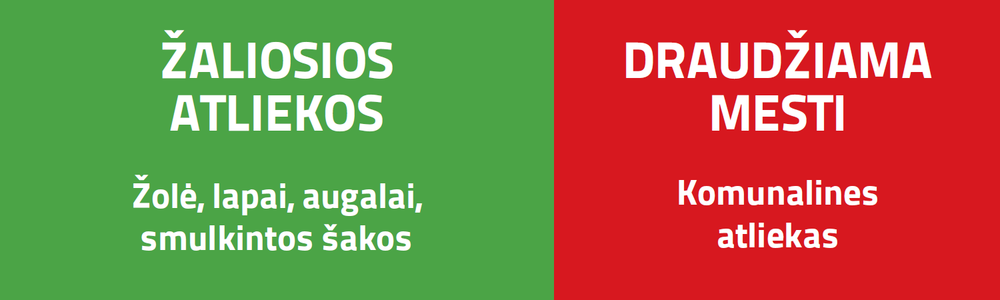 ŽALIOSIOS
ATLIEKOS
Žolė, lapai, augalai,
smulkintos šakos
DRAUDŽIAMA
MESTI
Komunalines
atliekas